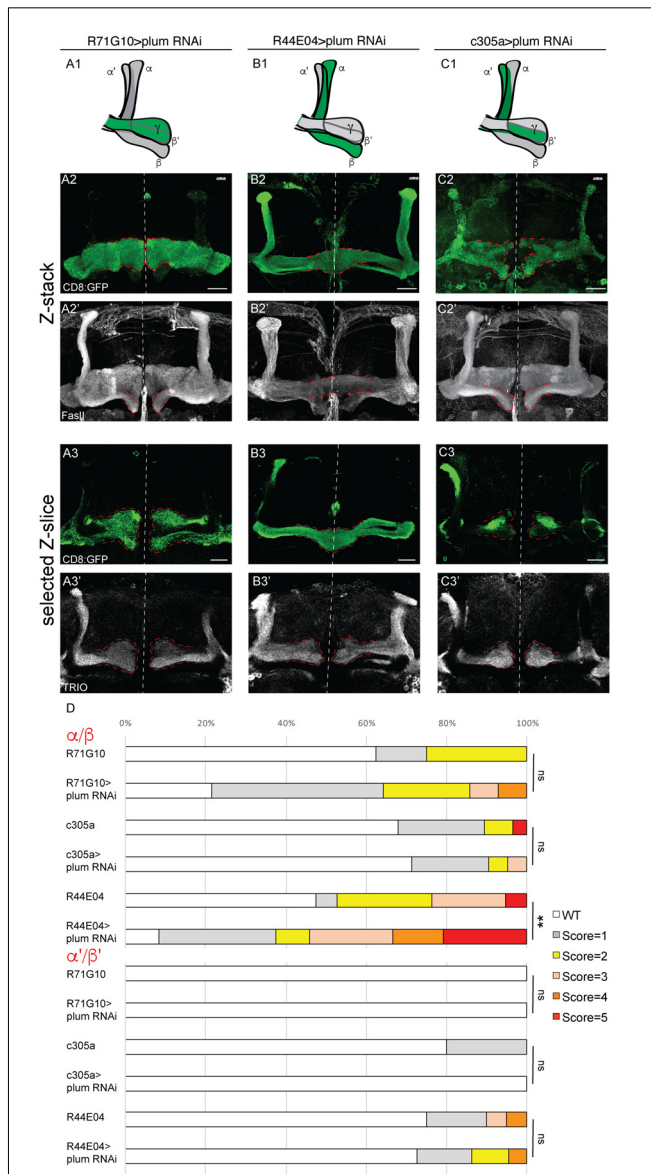 R71G10>plum RNAi R44E04>plum RNAi c305a>plum RNAi
A1 B1 C1
α' α α' α α' α
γ γ γ
β' β' β'
β β β
Z-stack
A2 B2 C2
CD8:GFP
A2' B2' C2'
FasII
selected Z-slice
A3 B3 C3
CD8:GFP
A3' B3' C3'
TRIO
D
0% 20% 40% 60% 80% 100%
α/β
R71G10
ns
R71G10>
plum RNAi
c305a
ns
c305a>
plum RNAi
R44E04
**
R44E04>
plum RNAi
WT
Score=1
Score=2
Score=3
Score=4
Score=5
α'/β'
R71G10
ns
R71G10>
plum RNAi
c305a
ns
c305a>
plum RNAi
R44E04
ns
R44E04>
plum RNAi